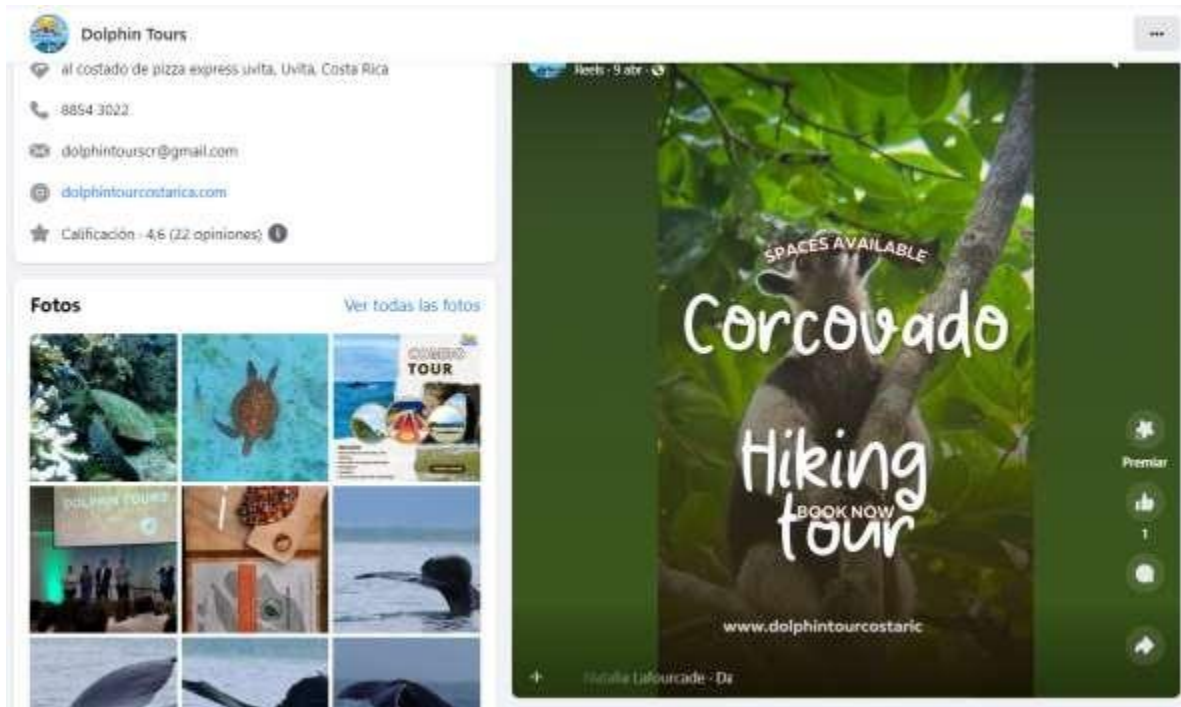 Dolphin Tours
al costado de pizza express uvita, Uvita, Costa Rica
8854 3022
dolphintourscr@gmail.com
dolphintourcostarica.com
Calificación · 4,6 (22 opiniones)
Fotos
Ver todas las fotos
COMBO
TOUR
DOLPHIN TOURS
Reels · 9 abr ·
SPACES AVAILABLE
Corcovado
Hiking
BOOK NOW
tour
www.dolphintourcostaric
Natalia Lafourcade · Da
Premiar
1